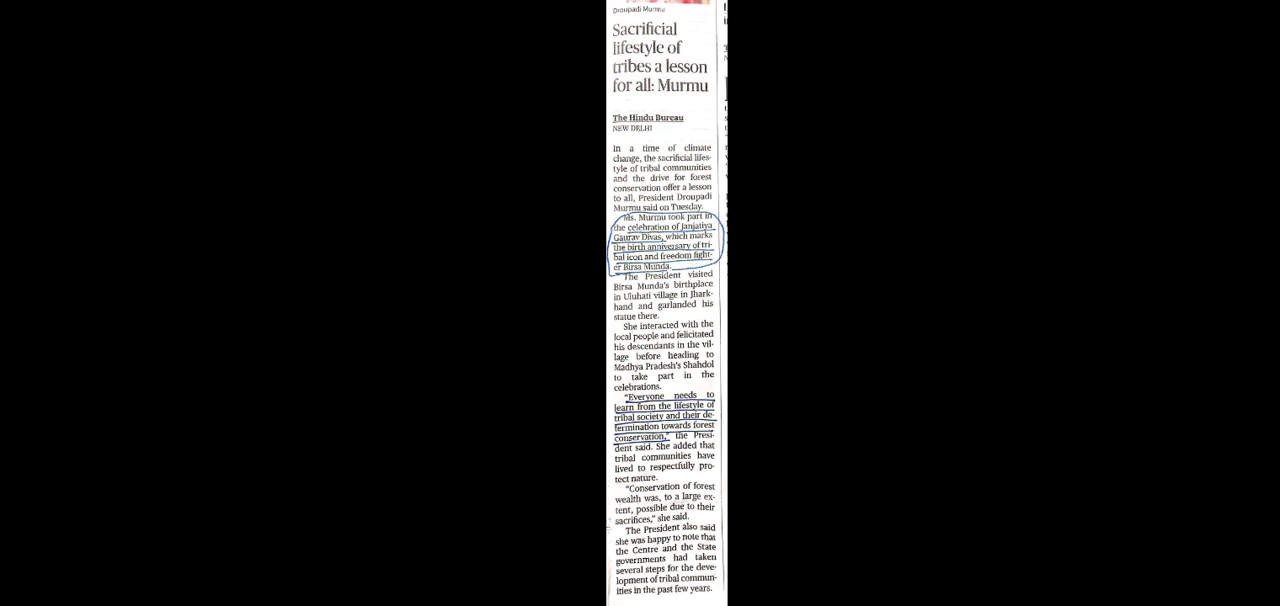 Droupadi Murmu
Sacrificial
lifestyle of
tribes a lesson
for all: Murmu
The Hindu Bureau
NEW DELHI
In a time of climate
change, the sacrificial lifes-
tyle of tribal communities
and the drive for forest
conservation offer a lesson
to all, President Droupadi
Murmu said on Tuesday.
Ms. Murmu took part in
the celebration of Janjatiya
Gaurav Divas, which marks
the birth anniversary of tri-
bal icon and freedom fight-
er Birsa Munda.
The President visited
Birsa Munda's birthplace
in Uluhati village in Jhark-
hand and garlanded his
statue there.
She interacted with the
local people and felicitated
his descendants in the vil-
lage before heading to
Madhya Pradesh's Shahdol
to take part in the
celebrations.
"Everyone needs to
learn from the lifestyle of
tribal society and their de-
termination towards forest
conservation," the Presi-
dent said. She added that
tribal communities have
lived to respectfully pro-
tect nature.
"Conservation of forest
wealth was, to a large ex-
tent, possible due to their
sacrifices," she said.
The President also said
she was happy to note that
the Centre and the State
governments had taken
several steps for the deve-
lopment of tribal commun-
ities in the past few years.